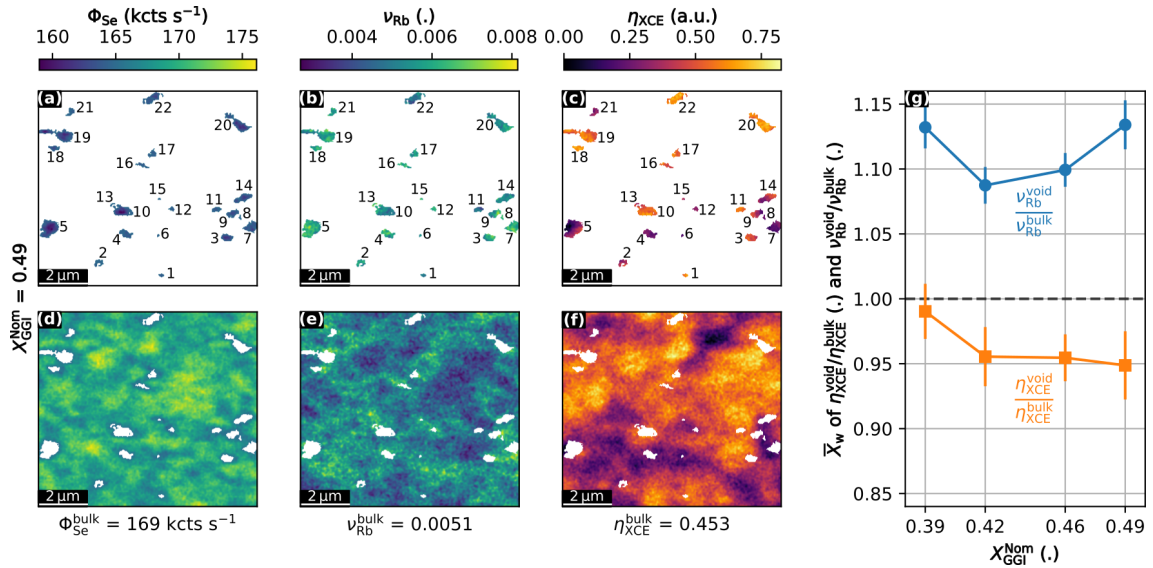 Φ_Se (kcts s⁻¹)
160 165 170 175
ν_Rb (.)
0.004 0.006 0.008
η_XCE (a.u.)
0.00 0.25 0.50 0.75
X_GGI^Nom = 0.49
(a)
21
22
20
19
18
17
16
15
14
13
12
11
10
9
8
7
6
5
4
3
2
1
2 μm
(b)
21
22
20
19
18
17
16
15
14
13
12
11
10
9
8
7
6
5
4
3
2
1
2 μm
(c)
21
22
20
19
18
17
16
15
14
13
12
11
10
9
8
7
6
5
4
3
2
1
2 μm
(d)
2 μm
Φ_Se^bulk = 169 kcts s⁻¹
(e)
2 μm
ν_Rb^bulk = 0.0051
(f)
2 μm
η_XCE^bulk = 0.453
(g)
X̅_w of η_XCE^void/η_XCE^bulk (.) and ν_Rb^void/ν_Rb^bulk (.)
1.15
1.10
1.05
1.00
0.95
0.90
0.85
ν_Rb^void
ν_Rb^bulk
η_XCE^void
η_XCE^bulk
0.39 0.42 0.46 0.49
X_GGI^Nom (.)